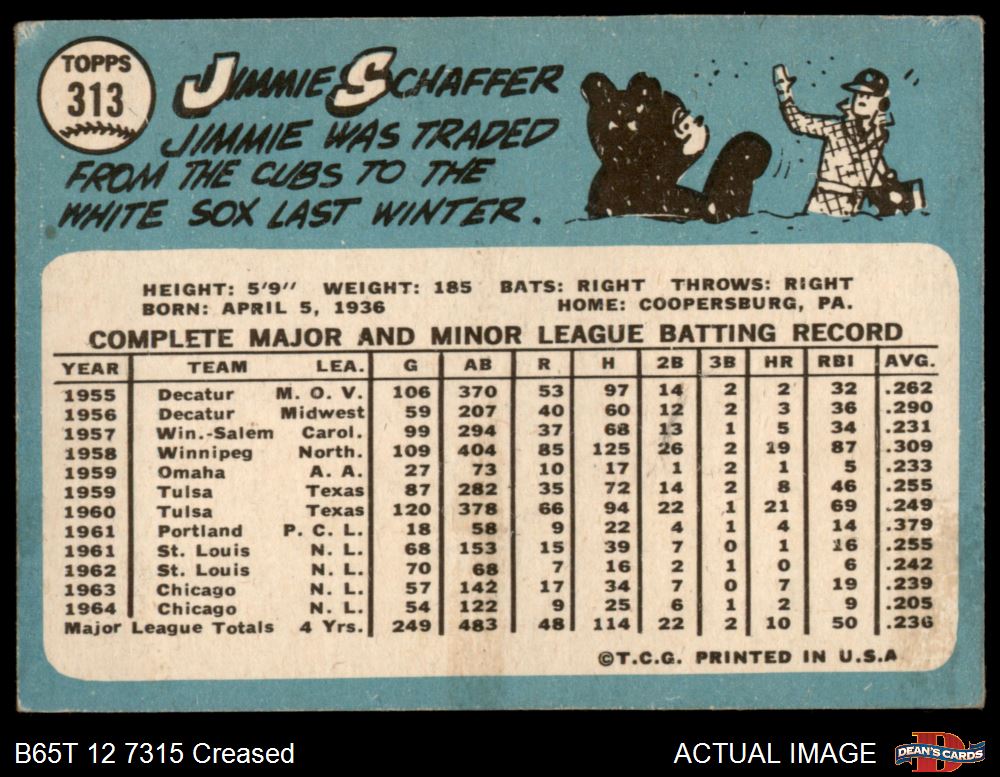 TOPPS
313
JIMMIE SCHAFFER
JIMMIE WAS TRADED
FROM THE CUBS TO THE
WHITE SOX LAST WINTER.
HEIGHT: 5'9" WEIGHT: 185 BATS: RIGHT THROWS: RIGHT
BORN: APRIL 5, 1936 HOME: COOPERSBURG, PA.
COMPLETE MAJOR AND MINOR LEAGUE BATTING RECORD
YEAR TEAM LEA. G AB R H 2B 3B HR RBI AVG.
1955 Decatur M. O. V. 106 370 53 97 14 2 2 32 .262
1956 Decatur Midwest 59 207 40 60 12 2 3 36 .290
1957 Win.-Salem Carol. 99 294 37 68 13 1 5 34 .231
1958 Winnipeg North. 109 404 85 125 26 2 19 87 .309
1959 Omaha A. A. 27 73 10 17 1 2 1 5 .233
1959 Tulsa Texas 87 282 35 72 14 2 8 46 .255
1960 Tulsa Texas 120 378 66 94 22 1 21 69 .249
1961 Portland P. C. L. 18 58 9 22 4 1 4 14 .379
1961 St. Louis N. L. 68 153 15 39 7 0 1 16 .255
1962 St. Louis N. L. 70 68 7 16 2 1 0 6 .242
1963 Chicago N. L. 57 142 17 34 7 0 7 19 .239
1964 Chicago N. L. 54 122 9 25 6 1 2 9 .205
Major League Totals 4 Yrs. 249 483 48 114 22 2 10 50 .236
©T.C.G. PRINTED IN U.S.A
B65T 12 7315 Creased ACTUAL IMAGE
DEAN'S CARDS